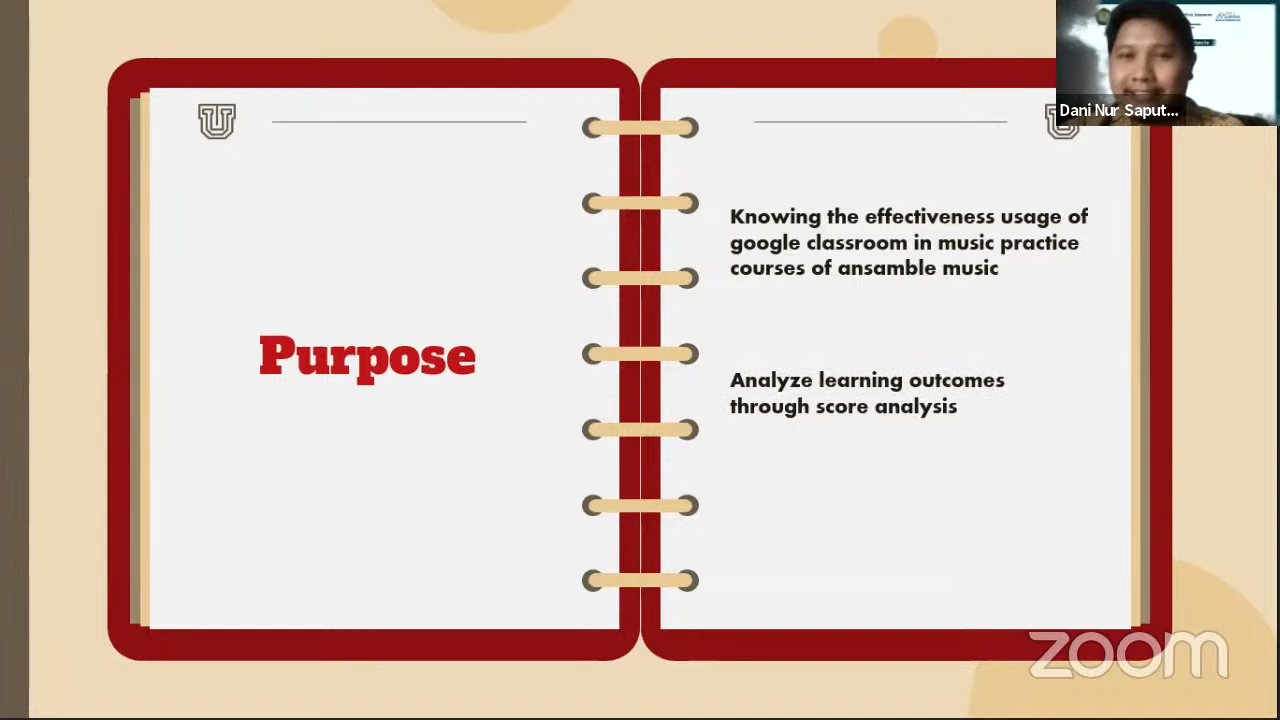 U
U
Dani Nur Saput...
Purpose
Knowing the effectiveness usage of
google classroom in music practice
courses of ansamble music
Analyze learning outcomes
through score analysis
zoom